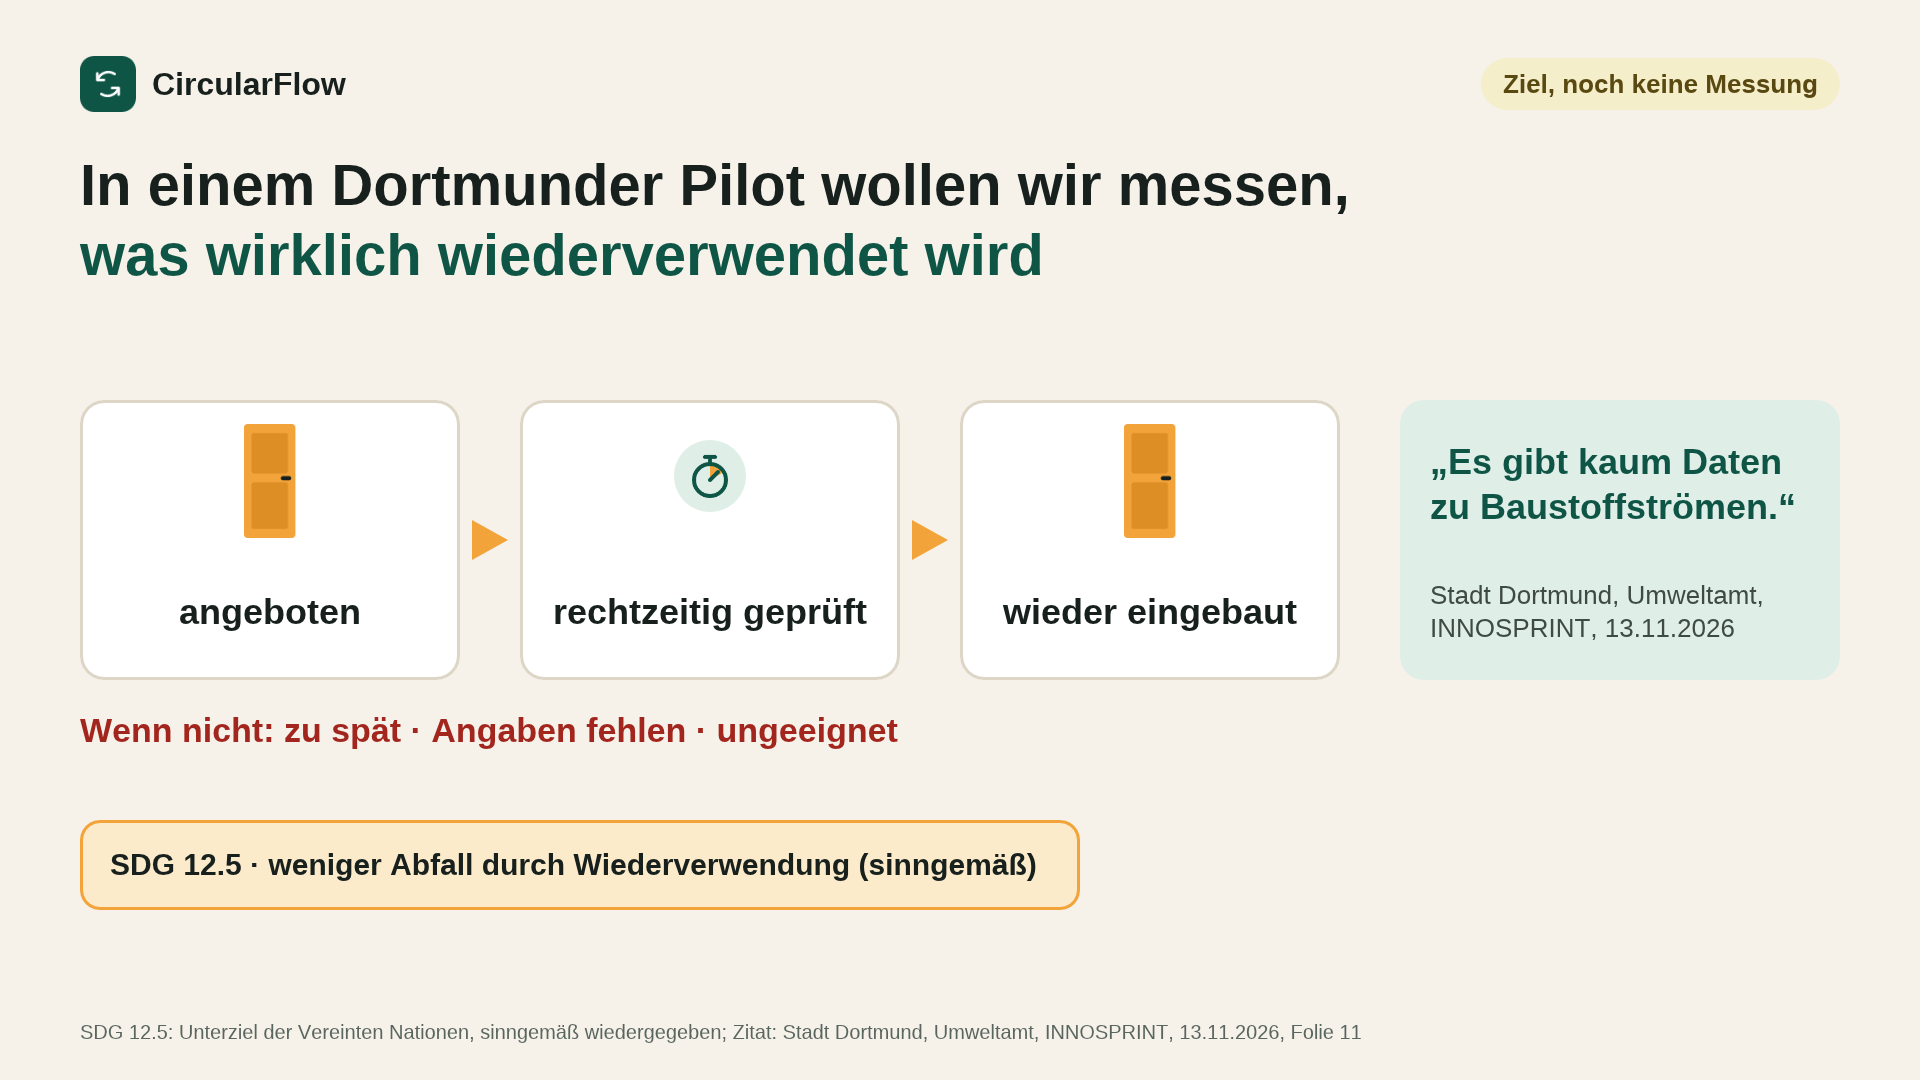 CircularFlow
Ziel, noch keine Messung
In einem Dortmunder Pilot wollen wir messen,
was wirklich wiederverwendet wird
angeboten
rechtzeitig geprüft
wieder eingebaut
„Es gibt kaum Daten
zu Baustoffströmen.“
Stadt Dortmund, Umweltamt,
INNOSPRINT, 13.11.2026
Wenn nicht: zu spät · Angaben fehlen · ungeeignet
SDG 12.5 · weniger Abfall durch Wiederverwendung (sinngemäß)
SDG 12.5: Unterziel der Vereinten Nationen, sinngemäß wiedergegeben; Zitat: Stadt Dortmund, Umweltamt, INNOSPRINT, 13.11.2026, Folie 11